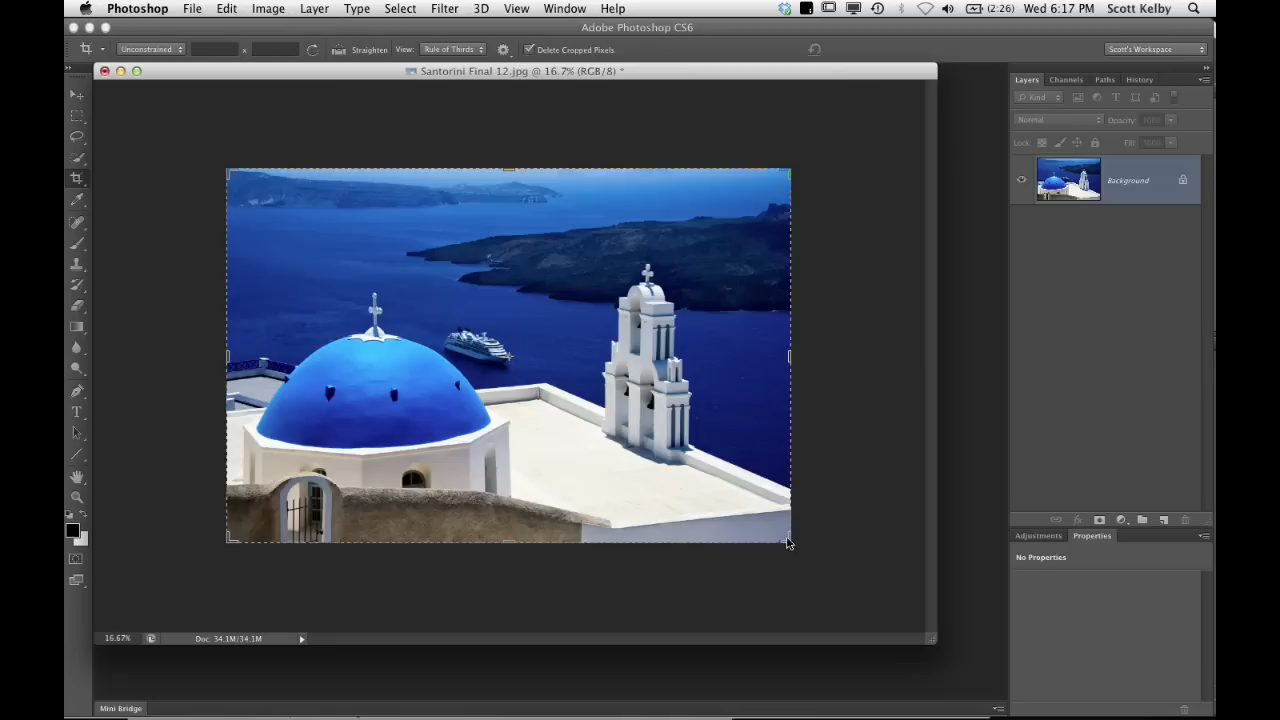 Photoshop File Edit Image Layer Type Select Filter 3D View Window Help (2:26) Wed 6:17 PM Scott Kelby
Adobe Photoshop CS6
Unconstrained x Straighten View: Rule of Thirds Delete Cropped Pixels Scott's Workspace
Santorini Final 12.jpg @ 16.7% (RGB/8) *
Layers Channels Paths History
Kind
Normal Opacity:
Lock: Fill:
Background
Adjustments Properties
No Properties
16.67% Doc: 34.1M/34.1M
Mini Bridge